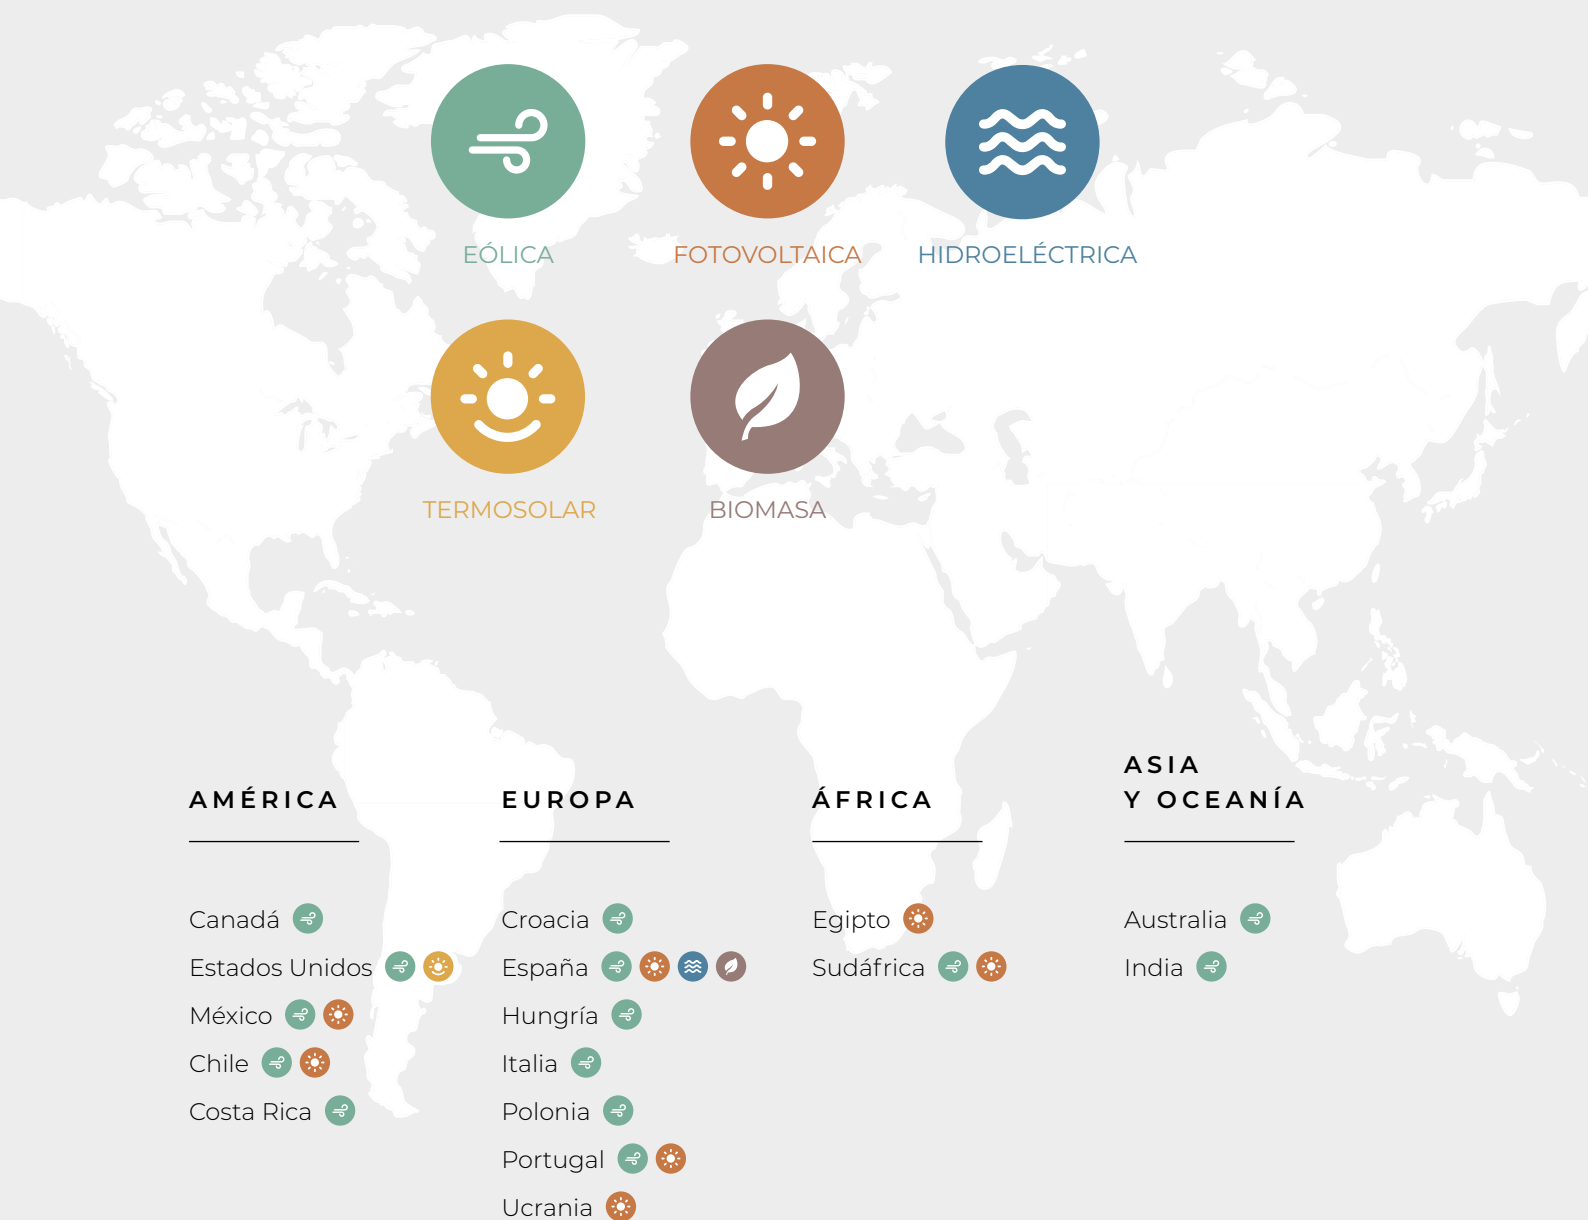 EÓLICA
FOTOVOLTAICA
HIDROELÉCTRICA
TERMOSOLAR
BIOMASA
AMÉRICA
Canadá
Estados Unidos
México
Chile
Costa Rica
EUROPA
Croacia
España
Hungría
Italia
Polonia
Portugal
Ucrania
ÁFRICA
Egipto
Sudáfrica
ASIA
Y OCEANÍA
Australia
India